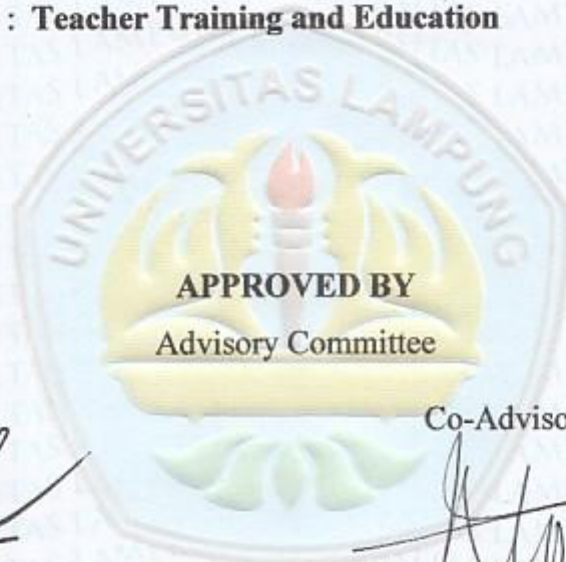 : Teacher Training and Education
UNIVERSITAS LAMPUNG
APPROVED BY
Advisory Committee
Co-Adviso